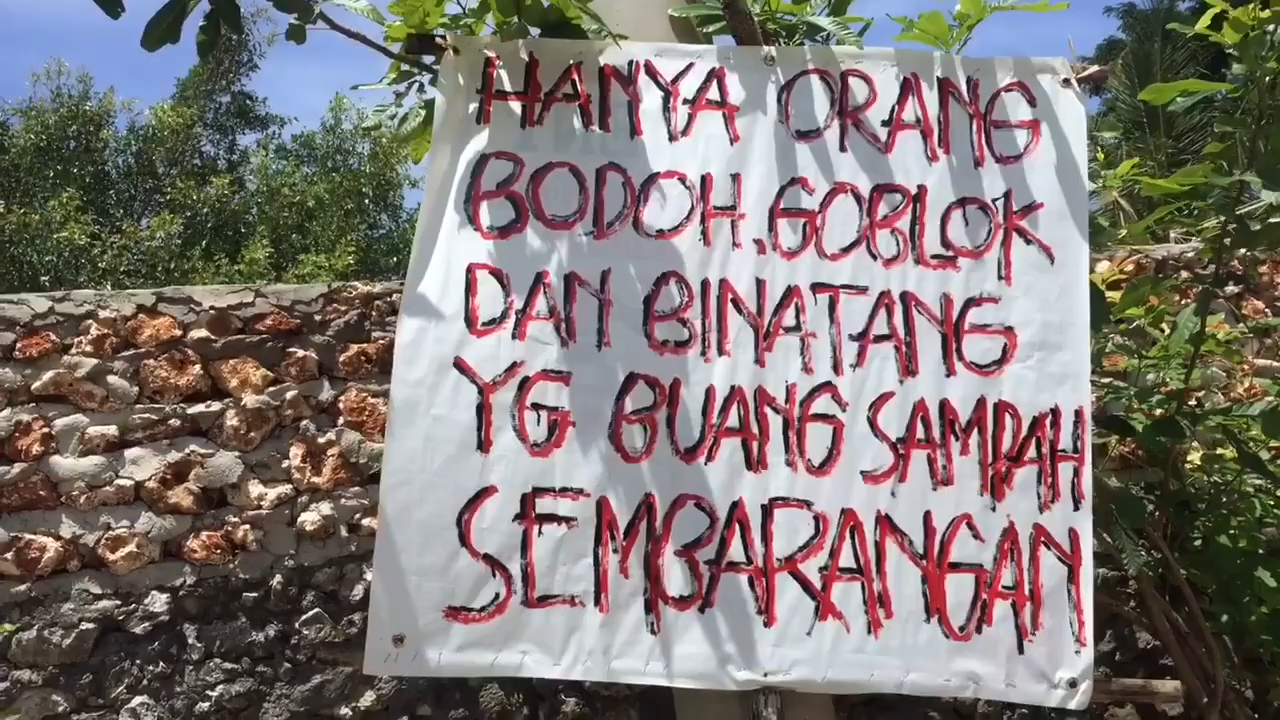 HANYA ORANG
BODOH.GOBLOK
DAN BINATANG
YG BUANG SAMPAH
SEMBARANGAN